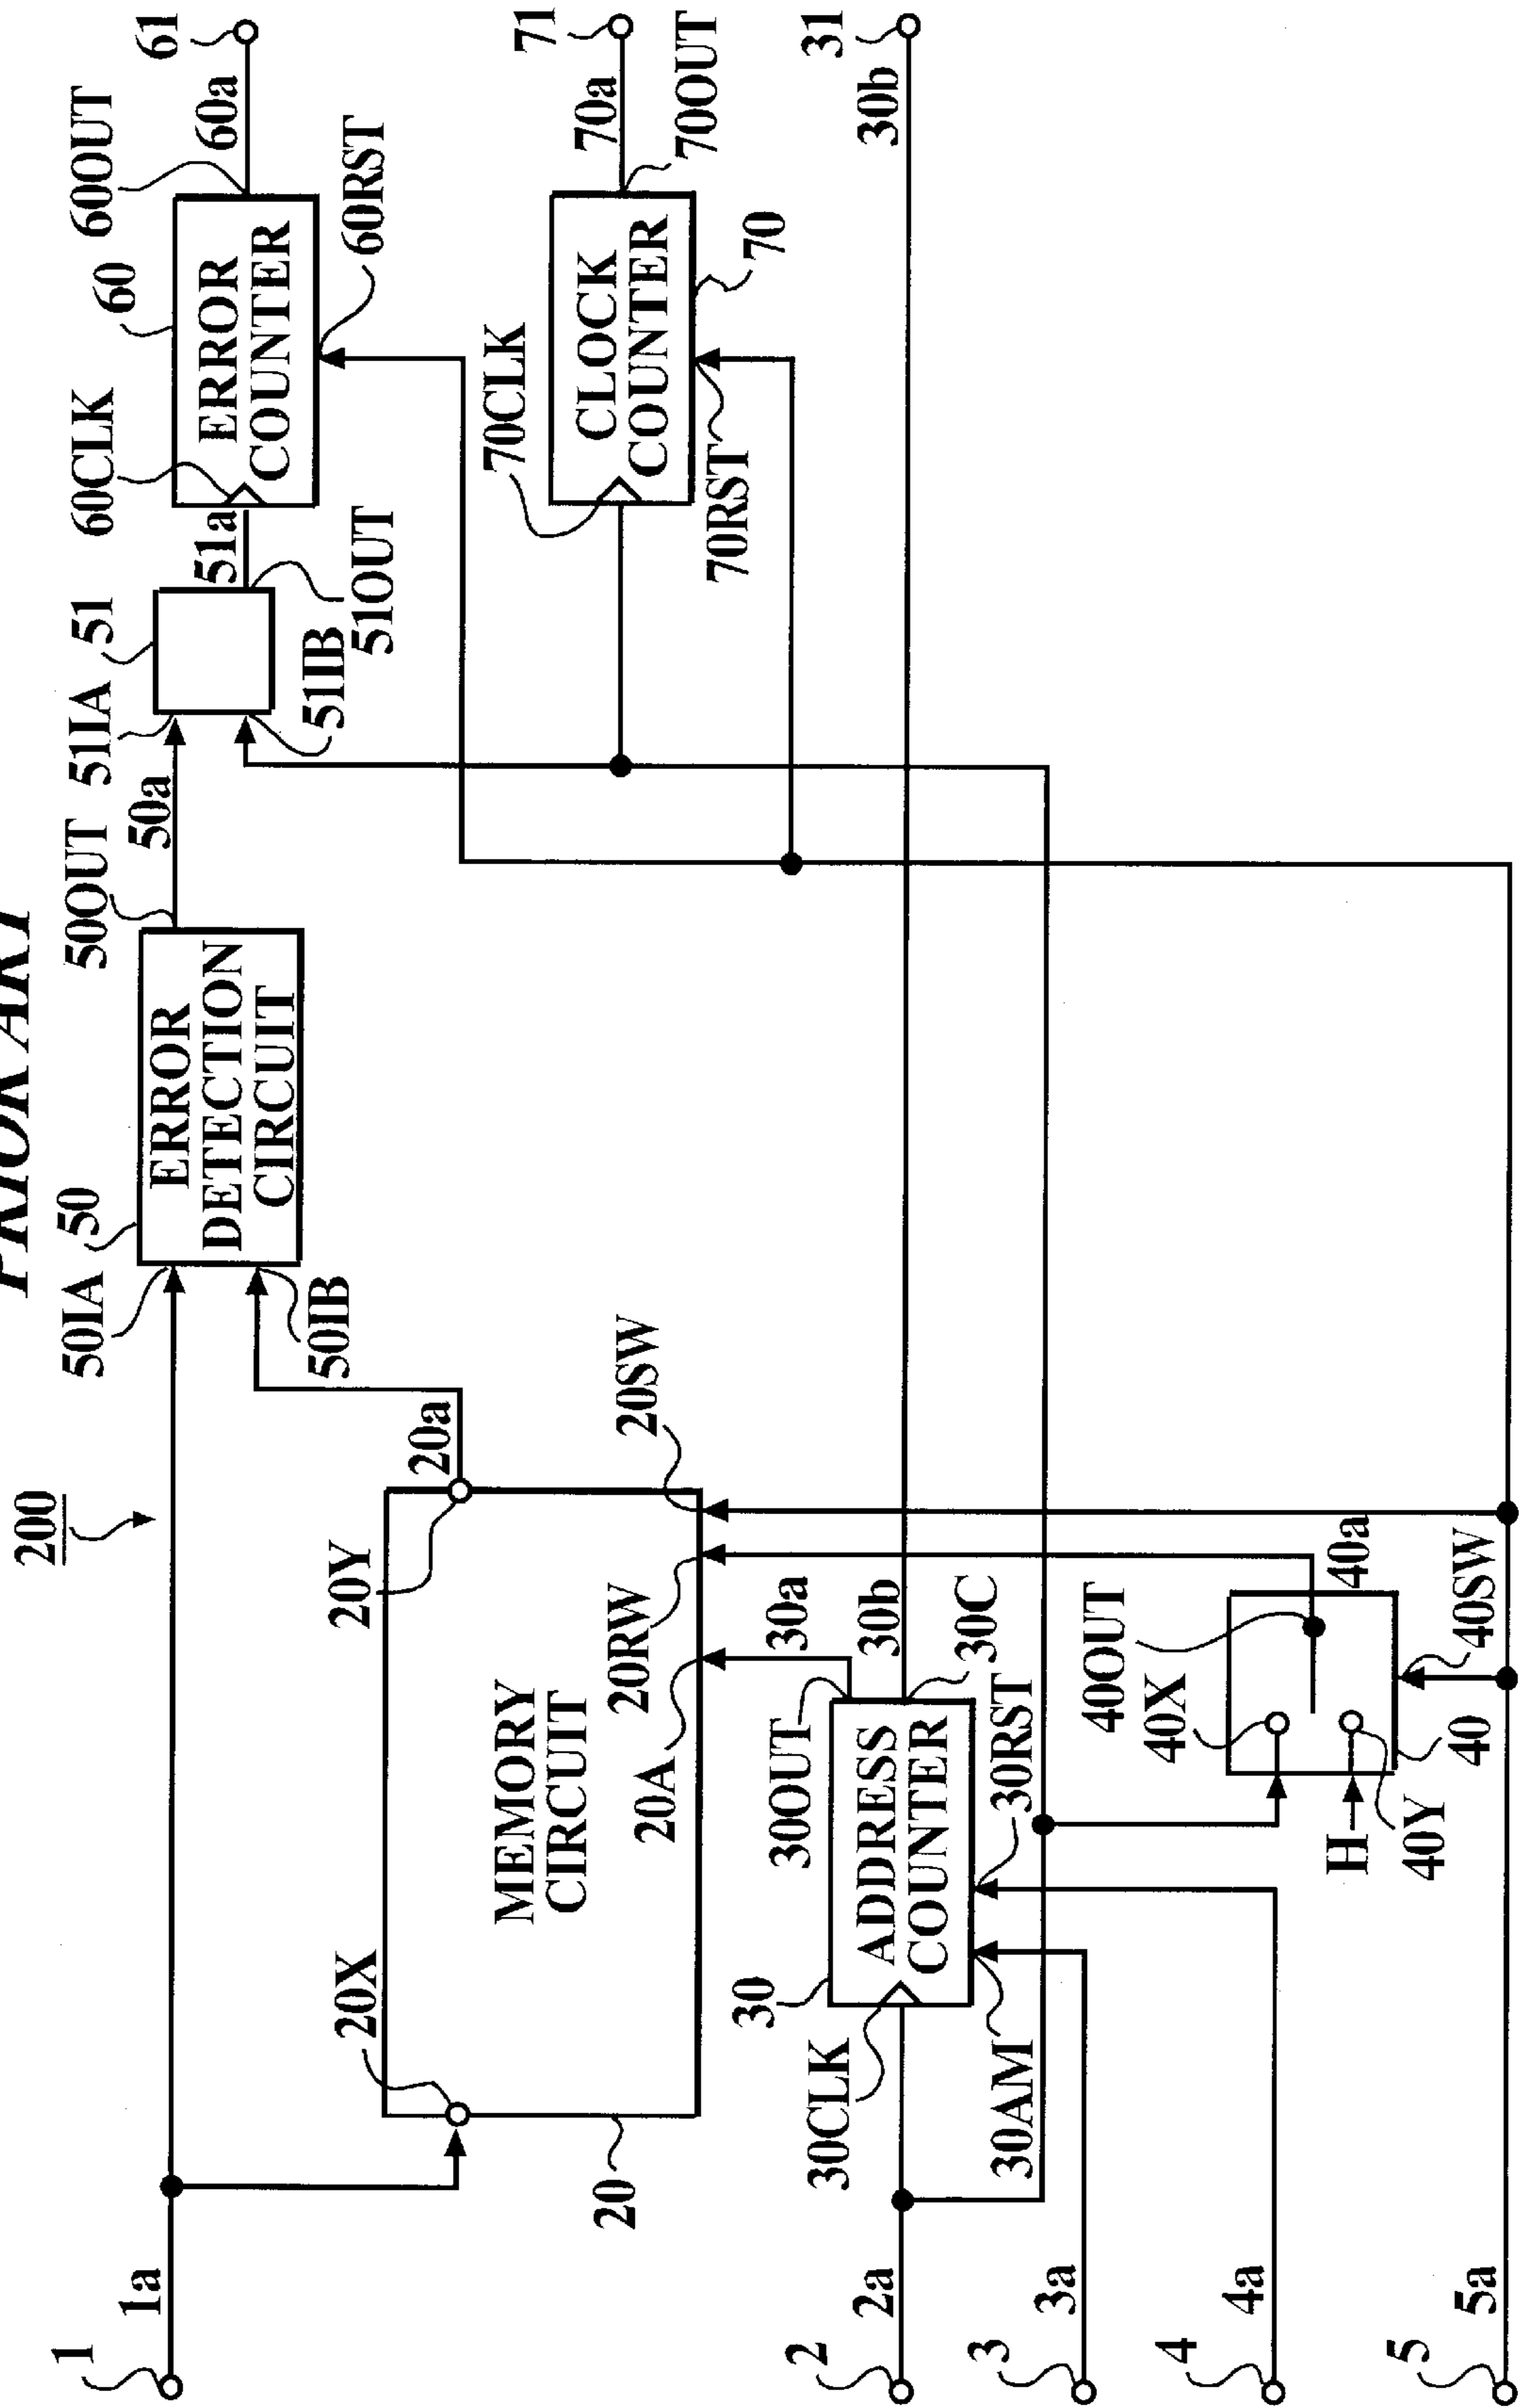 PRIOR ART
200
1
1a
20X
20
MEMORY
CIRCUIT
20Y
20a
20A
20RW
20SW
50IA
50
50IB
ERROR
DETECTION
CIRCUIT
50OUT
50a
51IA
51
51IB
51OUT
51a
60CLK
60
ERROR
COUNTER
60OUT
60a
61
60RST
70CLK
CLOCK
COUNTER
70RST
70
70OUT
70a
71
2
2a
30CLK
30
ADDRESS
COUNTER
30OUT
30a
30b
30C
30b
31
30AM
30RST
3
3a
4
4a
40X
40OUT
40a
H
40Y
40
40SW
5
5a